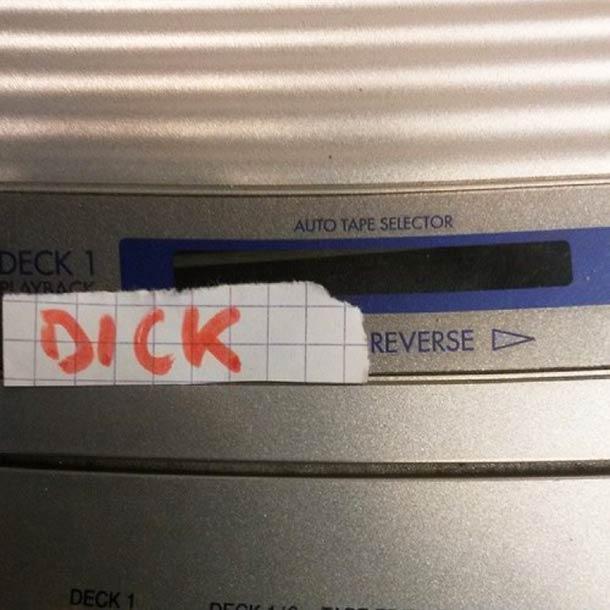 AUTO TAPE SELECTOR
DECK 1
PLAYBACK
DICK
REVERSE
DECK 1